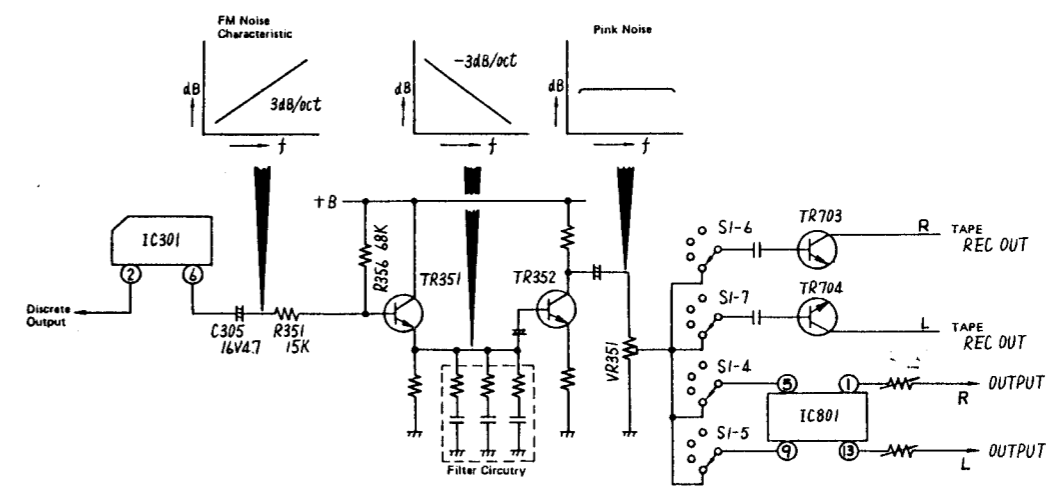 FM Noise
Characteristic
dB
3dB/oct
f
-3dB/oct
dB
f
Pink Noise
dB
f
+B
IC301
2
6
Discrete
Output
C305
16V4.7
R351
15K
R356 68K
TR351
TR352
VR351
Filter Circutry
S1-6
TR703
R
TAPE
REC OUT
S1-7
TR704
L
TAPE
REC OUT
S1-4
5
1
R
OUTPUT
IC801
S1-5
9
13
L
OUTPUT